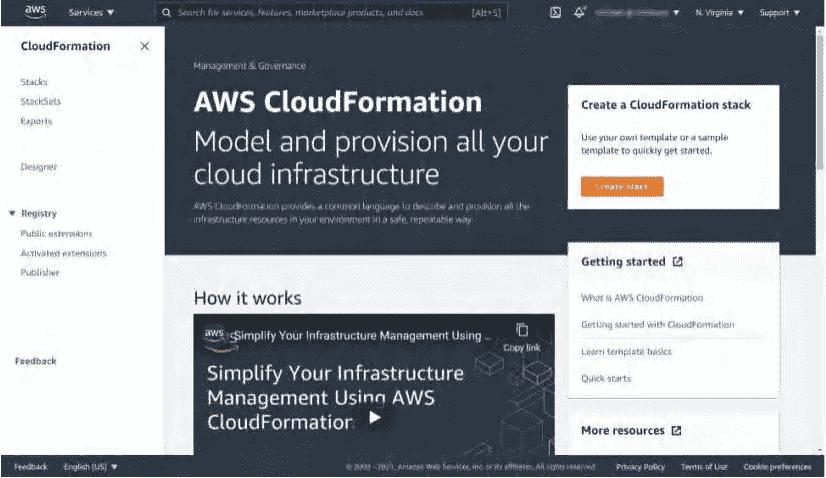 aws
Services ▼
Search for services, features, marketplace products, and docs
[Alt+S]
N. Virginia ▼
Support ▼
CloudFormation
Stacks
StackSets
Exports
Designer
Registry
Public extensions
Activated extensions
Publisher
Feedback
Management & Governance
AWS CloudFormation
Model and provision all your
cloud infrastructure
AWS CloudFormation provides a common language to describe and provision all the
infrastructure resources in your environment in a safe, repeatable way.
Create a CloudFormation stack
Use your own template or a sample
template to quickly get started.
Create stack
How it works
aws
Simplify Your Infrastructure Management Using ...
Copy link
Simplify Your Infrastructure
Management Using AWS
CloudFormation
Getting started
What is AWS CloudFormation
Getting started with CloudFormation
Learn template basics
Quick starts
More resources
Feedback
English (US) ▼
Amazon Web Services, Inc. or its affiliates. All rights reserved.
Privacy Policy
Terms of Use
Cookie preferences